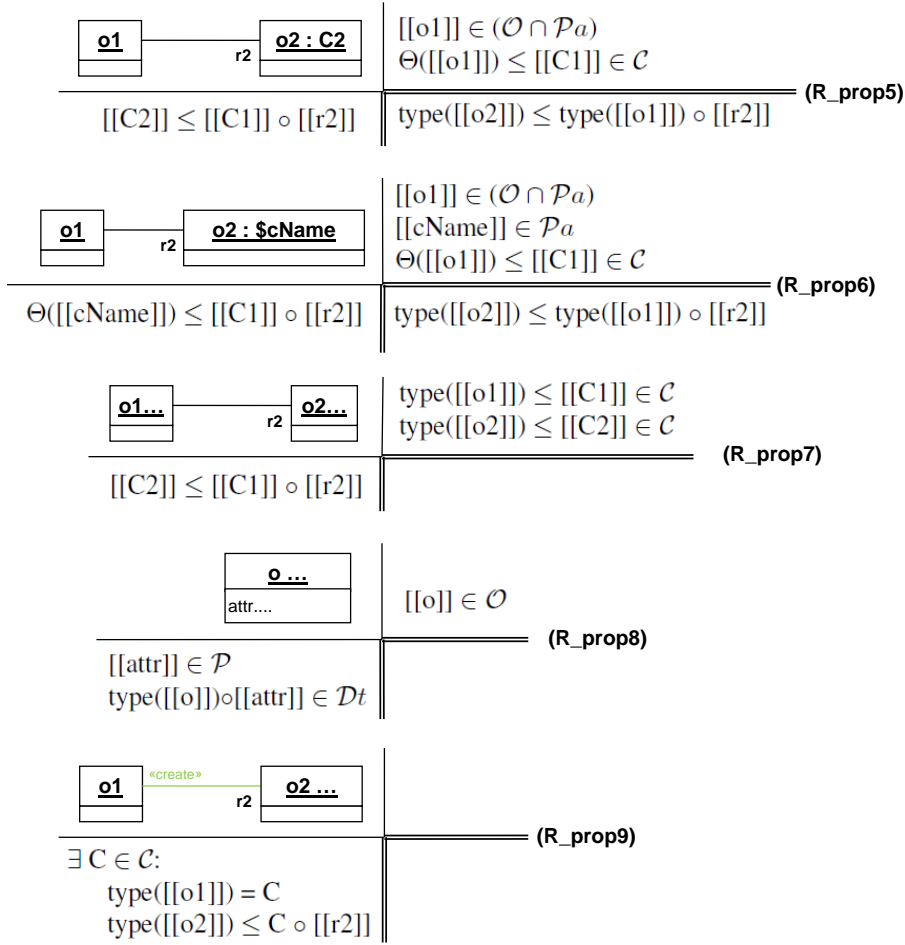 o1
r2
o2 : C2
[[o1]] ∈ (𝒪 ∩ 𝒫a)
Θ([[o1]]) ≤ [[C1]] ∈ 𝒞
(R_prop5)
[[C2]] ≤ [[C1]] ∘ [[r2]]
type([[o2]]) ≤ type([[o1]]) ∘ [[r2]]
o1
r2
o2 : $cName
[[o1]] ∈ (𝒪 ∩ 𝒫a)
[[cName]] ∈ 𝒫a
Θ([[o1]]) ≤ [[C1]] ∈ 𝒞
(R_prop6)
Θ([[cName]]) ≤ [[C1]] ∘ [[r2]]
type([[o2]]) ≤ type([[o1]]) ∘ [[r2]]
o1...
r2
o2...
type([[o1]]) ≤ [[C1]] ∈ 𝒞
type([[o2]]) ≤ [[C2]] ∈ 𝒞
(R_prop7)
[[C2]] ≤ [[C1]] ∘ [[r2]]
o ...
attr....
[[o]] ∈ 𝒪
(R_prop8)
[[attr]] ∈ 𝒫
type([[o]])∘[[attr]] ∈ 𝒟t
o1
«create»
r2
o2 ...
(R_prop9)
∃ C ∈ 𝒞:
type([[o1]]) = C
type([[o2]]) ≤ C ∘ [[r2]]